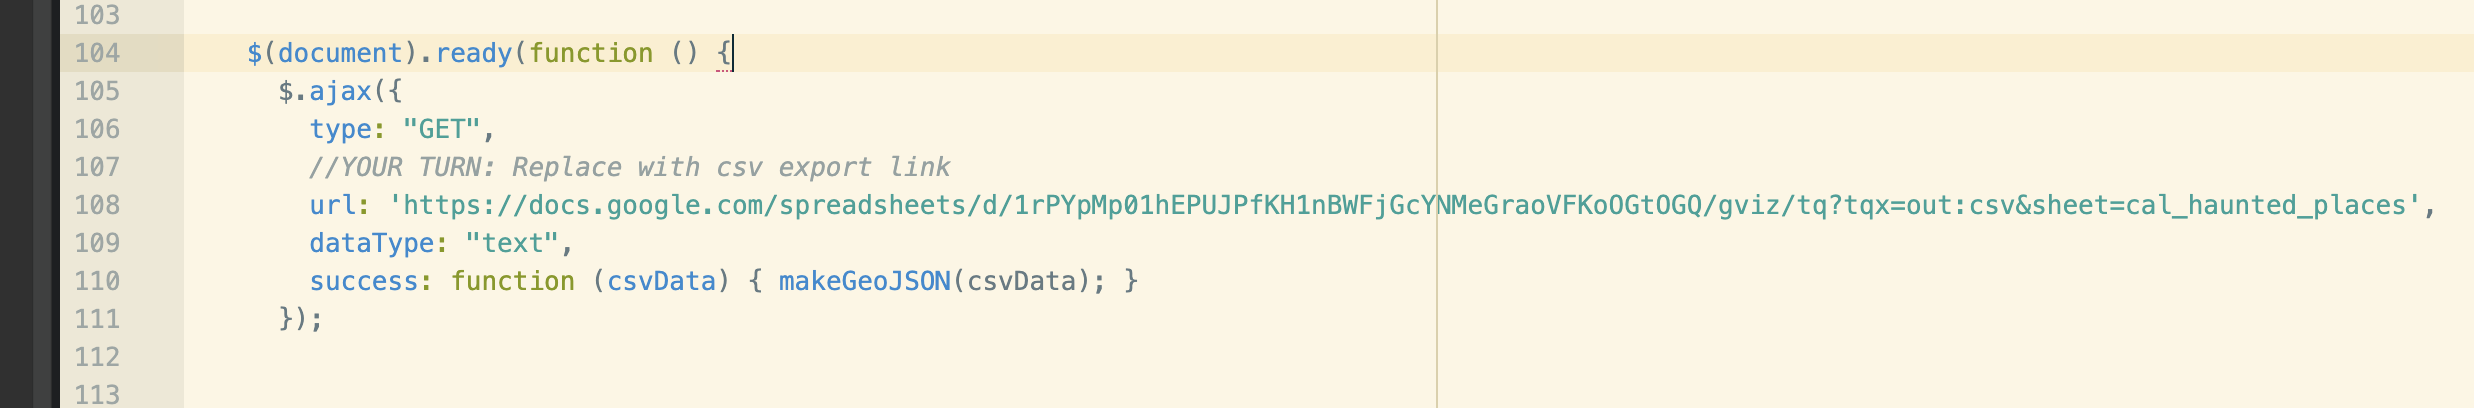 103
104 $(document).ready(function () {
105 $.ajax({
106 type: "GET",
107 //YOUR TURN: Replace with csv export link
108 url: 'https://docs.google.com/spreadsheets/d/1rPYpMp01hEPUJPfKH1nBWFjGcYNMeGraoVFKoOGtOGQ/gviz/tq?tqx=out:csv&sheet=cal_haunted_places',
109 dataType: "text",
110 success: function (csvData) { makeGeoJSON(csvData); }
111 });
112
113